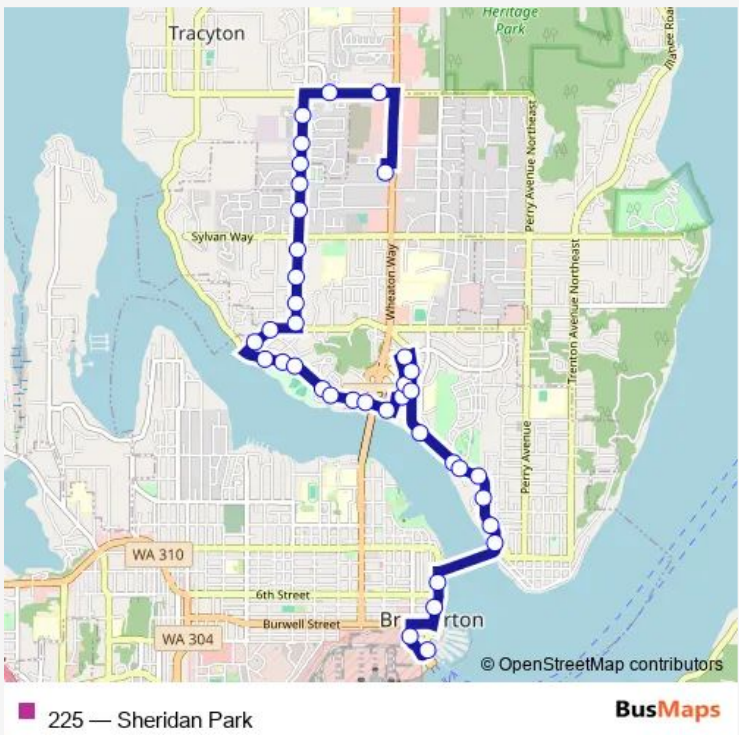 Tracyton
Heritage
Park
Perry Avenue Northeast
Sylvan Way
Wheaton Way
Trenton Avenue Northeast
Perry Avenue
WA 310
6th Street
Burwell Street
WA 304
© OpenStreetMap contributors
225 — Sheridan Park
BusMaps